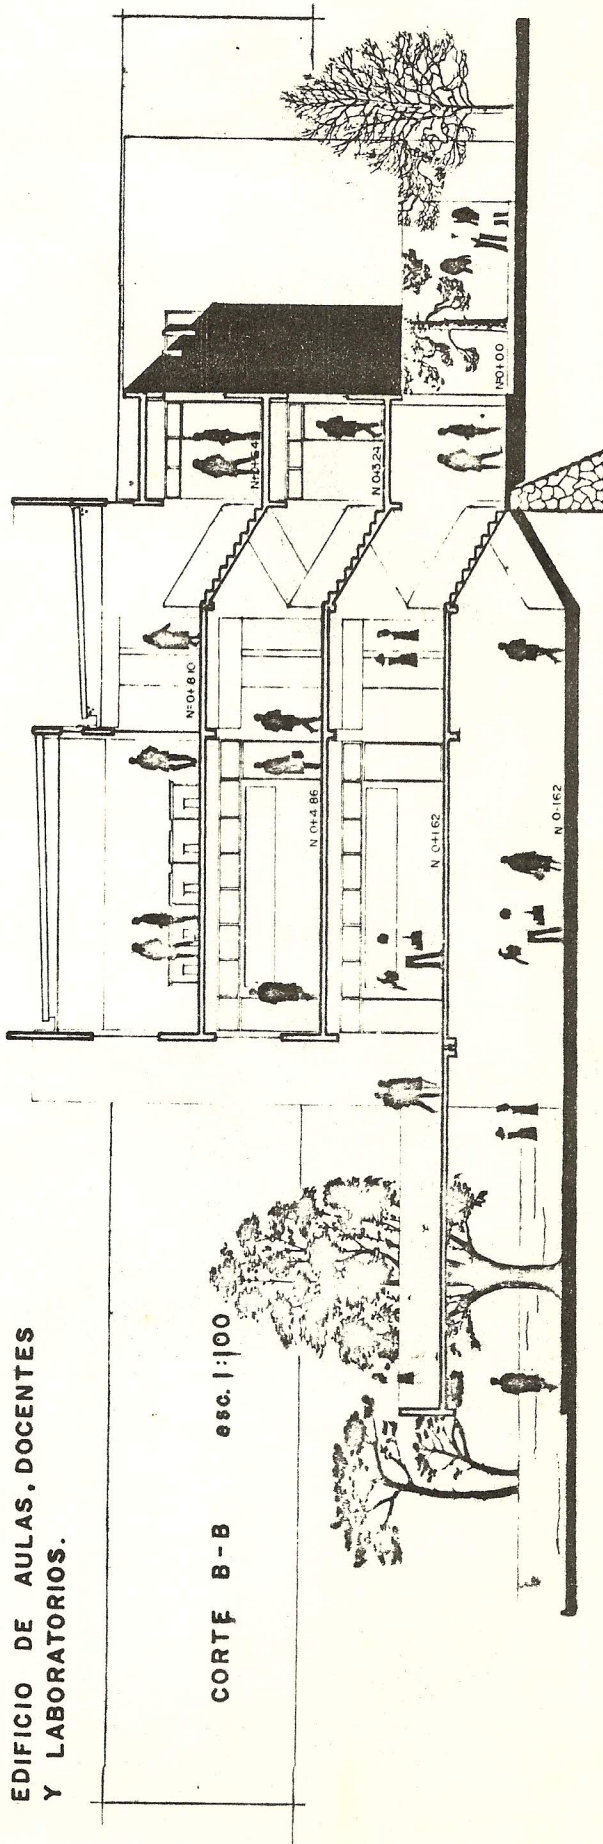 EDIFICIO DE AULAS, DOCENTES
Y LABORATORIOS.
CORTE B-B esc. 1:100
N=0+8.10
N 0+4.86
N 0+1.62
N 0-1.62
N 0+3.24
N=0+00